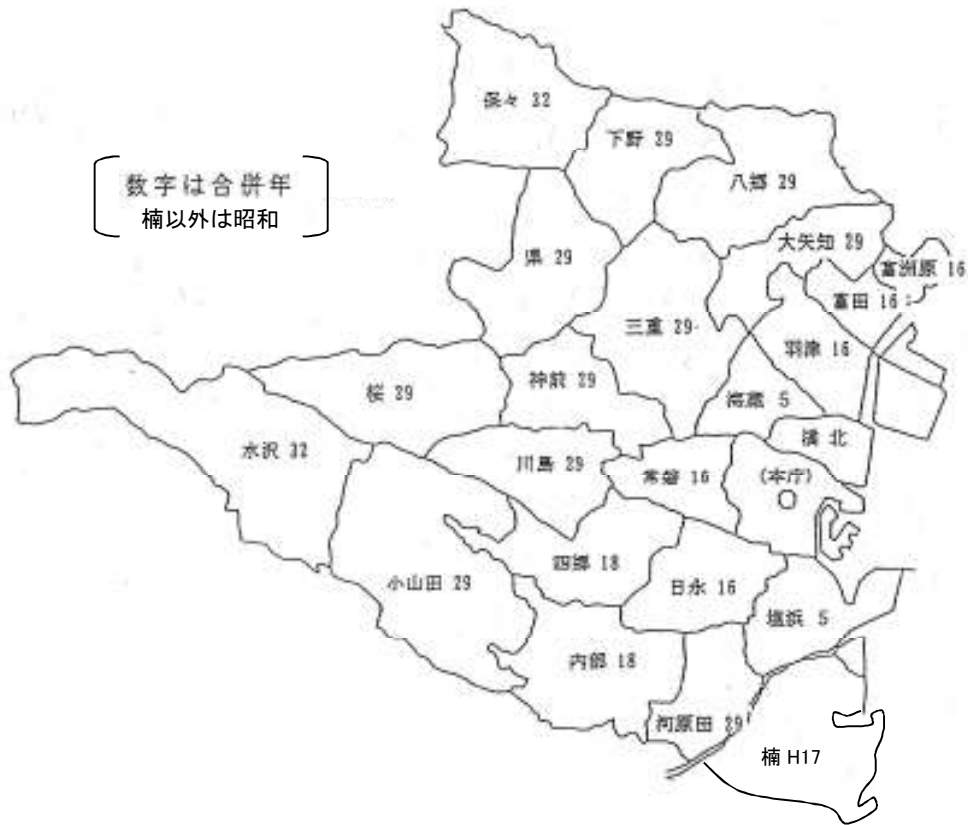 保々 32
下野 29
数字は合併年
楠以外は昭和
八郷 29
大矢知 29
県 29
富洲原 16
富田 16
三重 29
羽津 16
桜 29
神前 29
海蔵 5
橋北
水沢 32
川島 29
常磐 16
(本庁)
四郷 18
小山田 29
日永 16
塩浜 5
内部 18
河原田 29
楠 H17